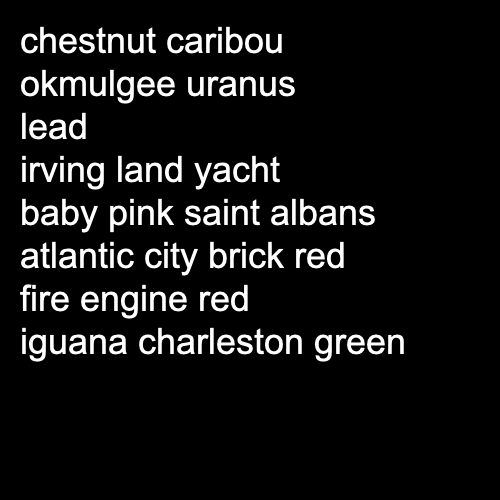 chestnut caribou
okmulgee uranus
lead
irving land yacht
baby pink saint albans
atlantic city brick red
fire engine red
iguana charleston green